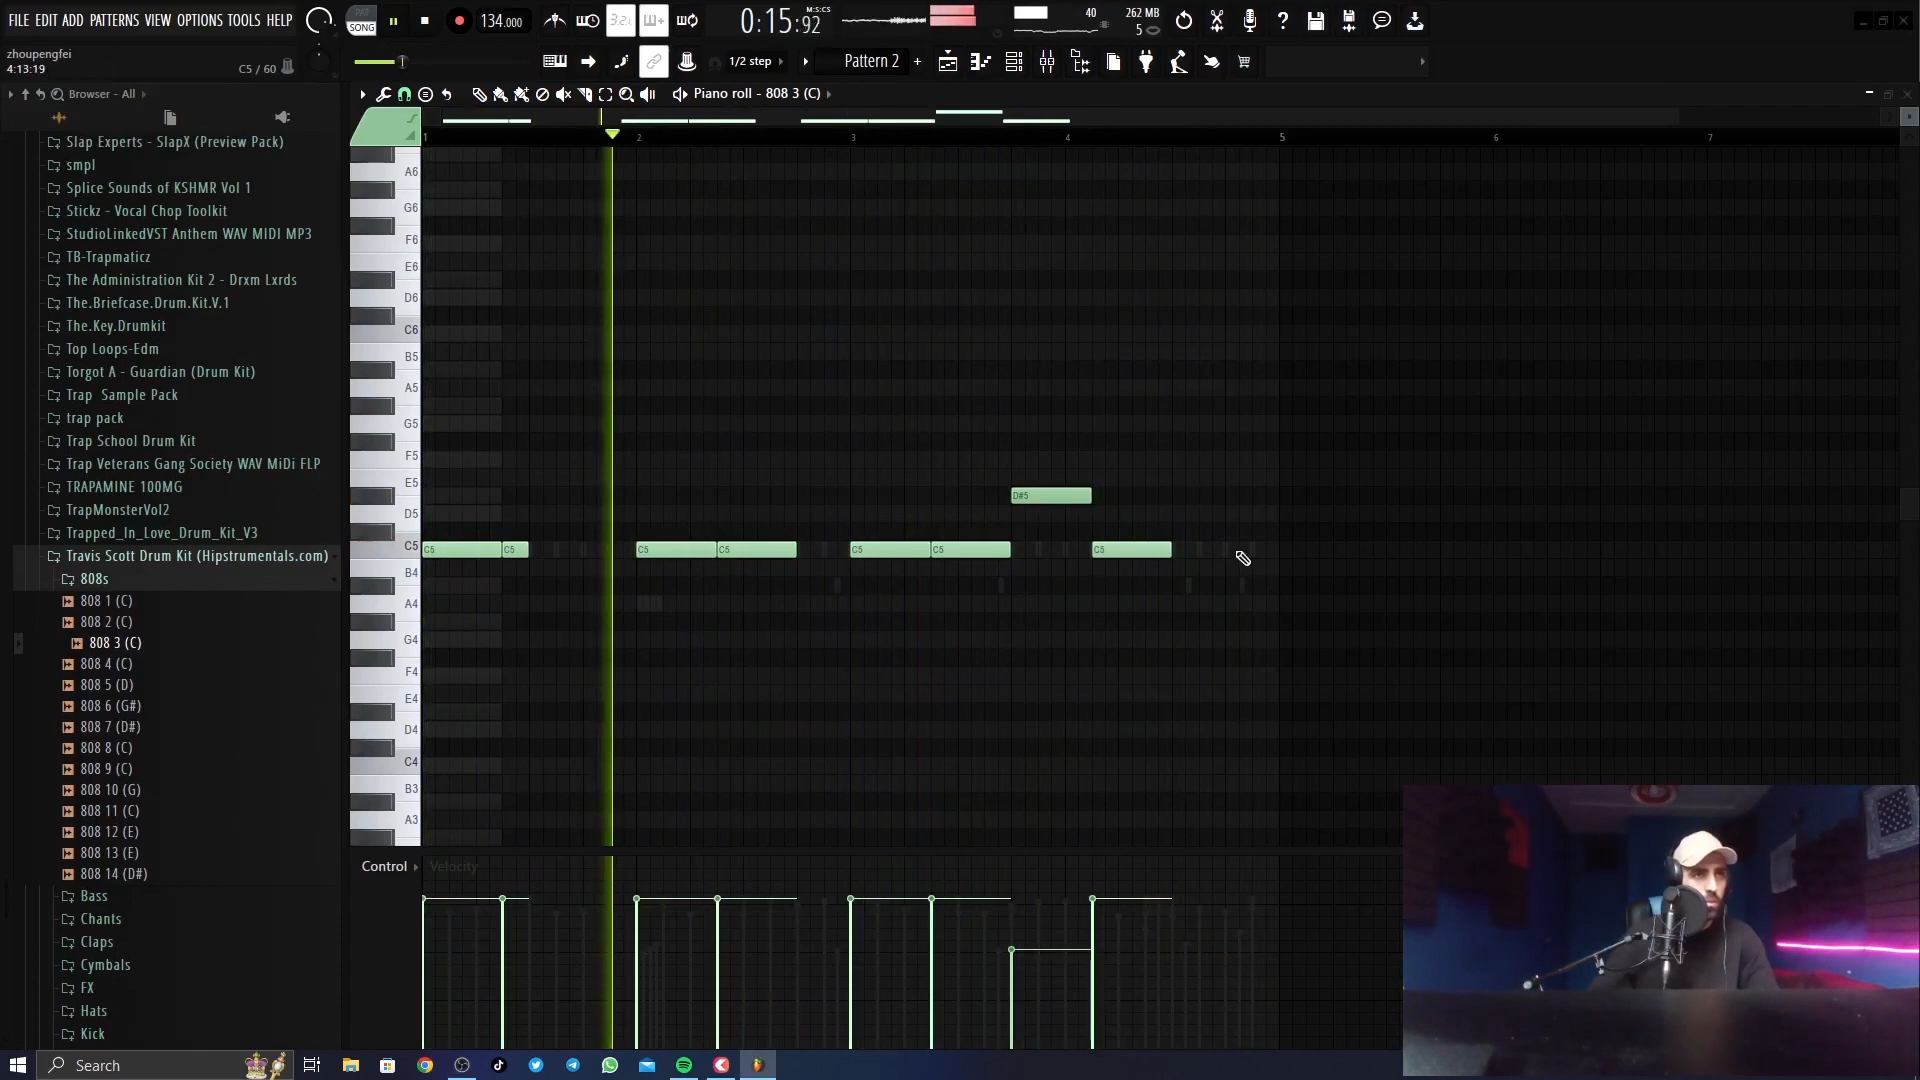 FILE EDIT ADD PATTERNS VIEW OPTIONS TOOLS HELP
PAT
SONG
134.000
3.2:
0:15:92
M:S:CS
40
262 MB
5
zhoupengfei
4:13:19
C5 / 60
1/2 step
Pattern 2
Browser - All
Piano roll - 808 3 (C)
1
2
3
4
5
6
7
Slap Experts - SlapX (Preview Pack)
smpl
Splice Sounds of KSHMR Vol 1
Stickz - Vocal Chop Toolkit
StudioLinkedVST Anthem WAV MIDI MP3
TB-Trapmaticz
The Administration Kit 2 - Drxm Lxrds
The.Briefcase.Drum.Kit.V.1
The.Key.Drumkit
Top Loops-Edm
Torgot A - Guardian (Drum Kit)
Trap Sample Pack
trap pack
Trap School Drum Kit
Trap Veterans Gang Society WAV MiDi FLP
TRAPAMINE 100MG
TrapMonsterVol2
Trapped_In_Love_Drum_Kit_V3
Travis Scott Drum Kit (Hipstrumentals.com)
808s
808 1 (C)
808 2 (C)
808 3 (C)
808 4 (C)
808 5 (D)
808 6 (G#)
808 7 (D#)
808 8 (C)
808 9 (C)
808 10 (G)
808 11 (C)
808 12 (E)
808 13 (E)
808 14 (D#)
Bass
Chants
Claps
Cymbals
FX
Hats
Kick
A6
G6
F6
E6
D6
C6
B5
A5
G5
F5
E5
D5
C5
B4
A4
G4
F4
E4
D4
C4
B3
A3
D#5
C5
C5
C5
C5
C5
C5
C5
Control
Velocity
Search